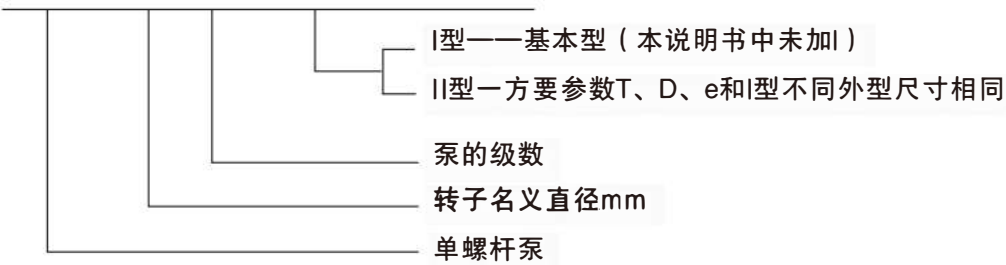 I型——基本型（本说明书中未加I）
II型一方要参数T、D、e和I型不同外型尺寸相同
泵的级数
转子名义直径mm
单螺杆泵